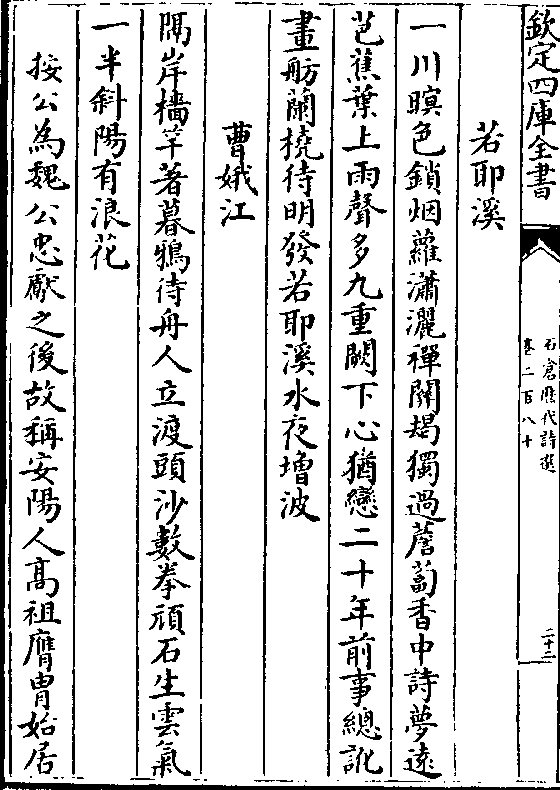 欽定四庫全書
石倉歷代詩選
卷二百八十
二十二
若耶溪
一川暝色鎖烟蘿瀟灑禪關朅獨過薝蔔香中詩夢遠
芭蕉葉上雨聲多九重闕下心猶戀二十年前事總訛
畫舫蘭橈待明發若耶溪水夜增波
曹娥江
隔岸檣竿著暮鴉待舟人立渡頭沙數拳頑石生雲氣
一半斜陽有浪花
按公為魏公忠獻之後故稱安陽人高祖膺胄始居